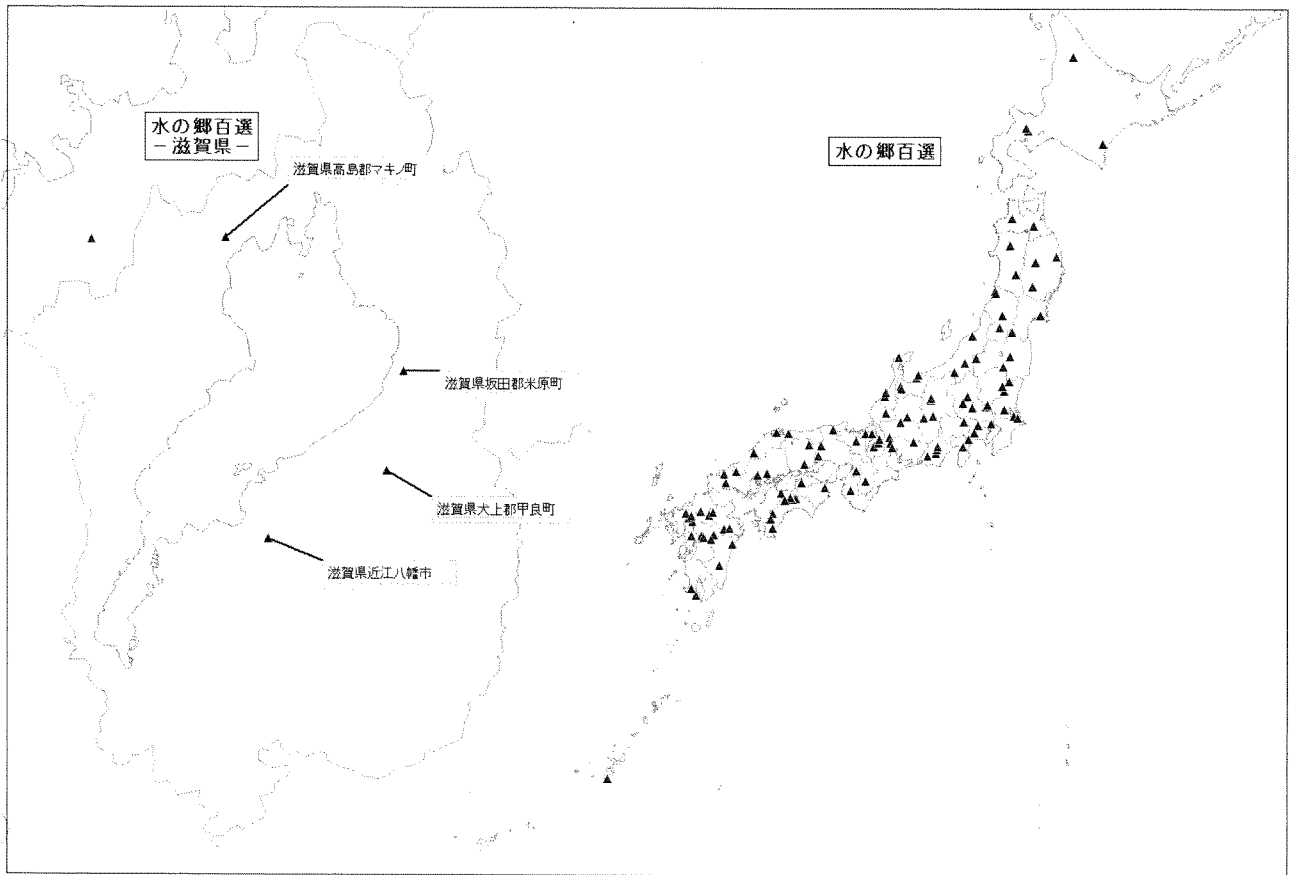 水の郷百選
－滋賀県－
滋賀県高島郡マキノ町
滋賀県坂田郡米原町
滋賀県犬上郡甲良町
滋賀県近江八幡市
水の郷百選